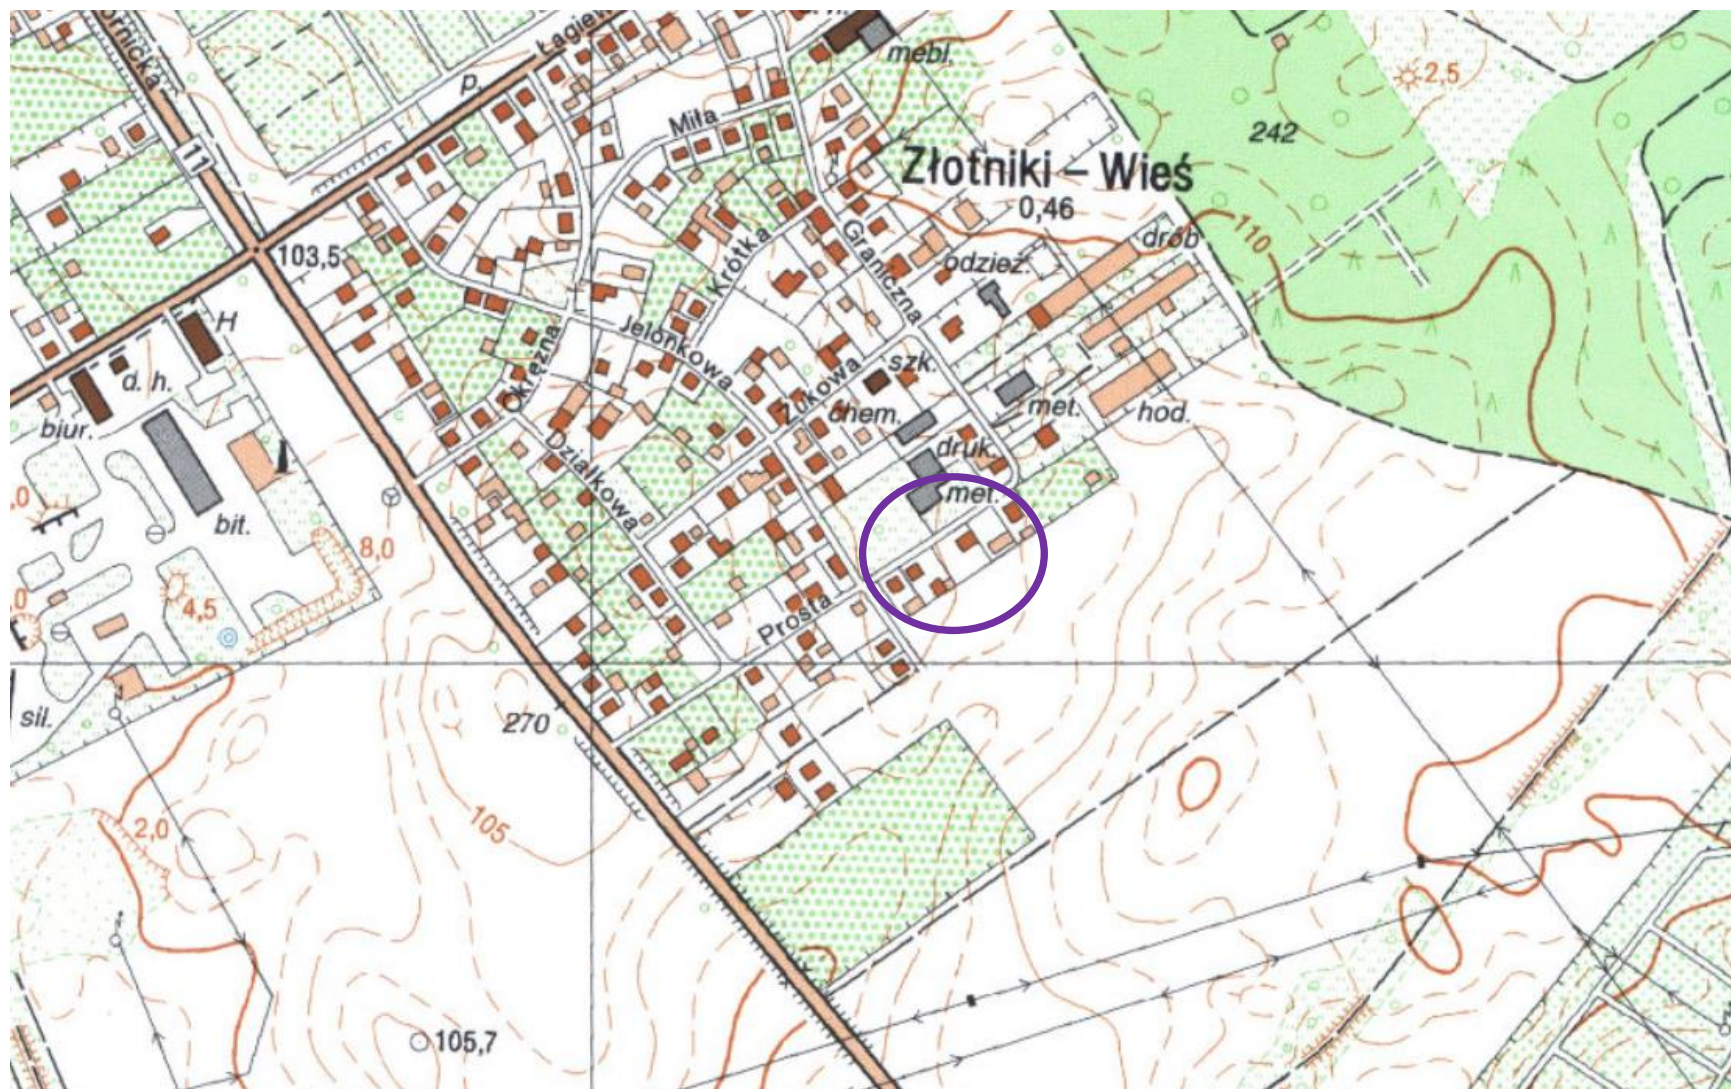 11
p.
mebl.
Miła
242
2,5
Złotniki – Wieś
0,46
103,5
Krótka
Graniczna
drób
110
odzież.
H
Jelonkowa
Okrężna
d. h.
szk.
Żukowa
biur.
chem.
met.
hod.
druk.
Działkowa
met.
bit.
8,0
4,5
Prosta
sil.
270
105
2,0
105,7